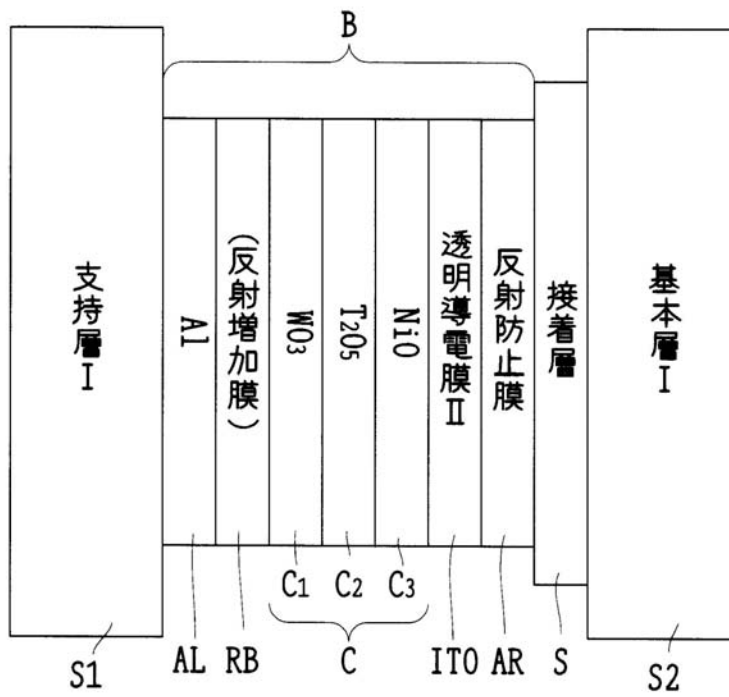 B
支持層I
Al
(反射増加膜)
WO₃
T₂O₅
NiO
透明導電膜II
反射防止膜
接着層
基本層I
C₁ C₂ C₃
S1 AL RB C ITO AR S S2